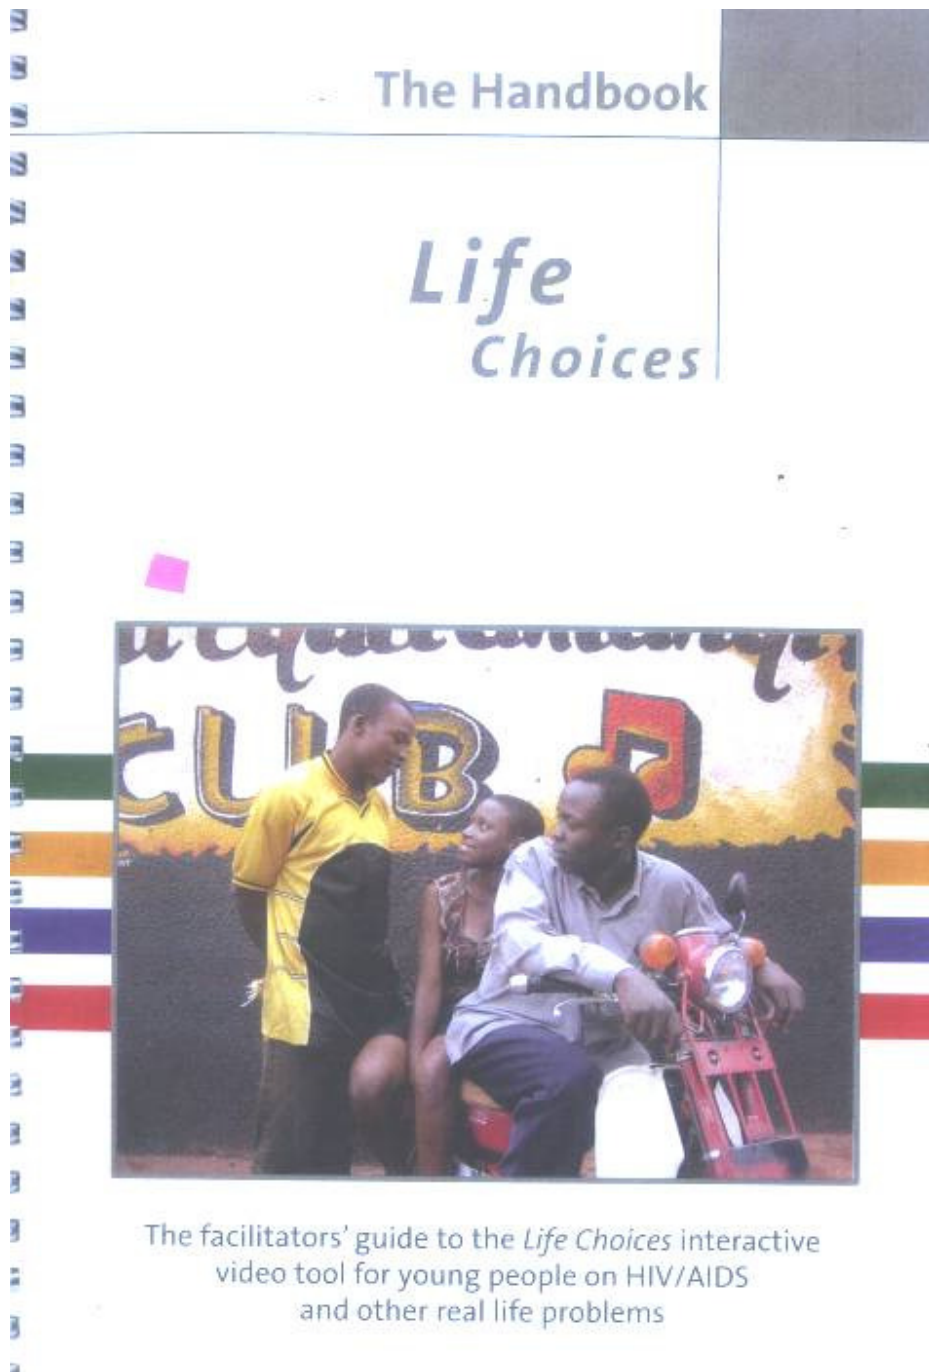 The Handbook
Life
Choices
CLUB
The facilitators' guide to the Life Choices interactive
video tool for young people on HIV/AIDS
and other real life problems